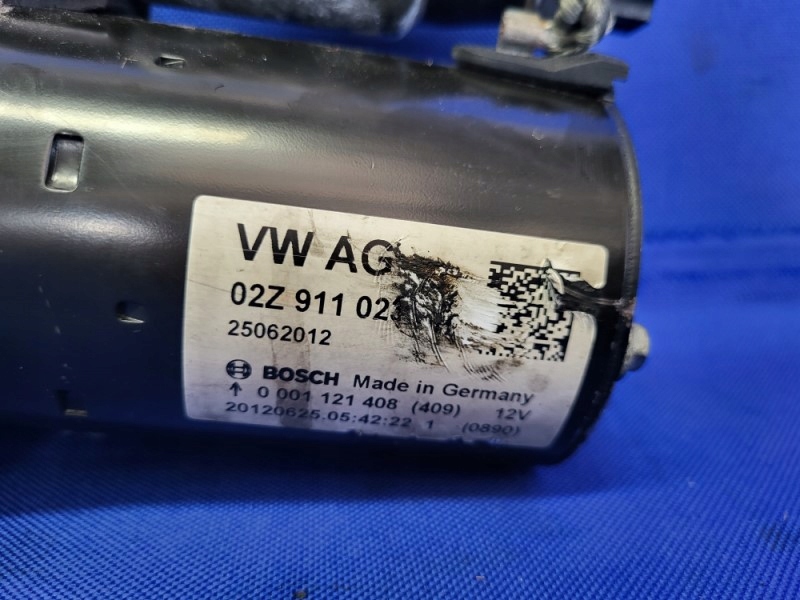 VW AG
02Z 911 023
25062012
BOSCH Made in Germany
↑ 0 001 121 408 (409) 12V
20120625.05:42:22 1 (0890)